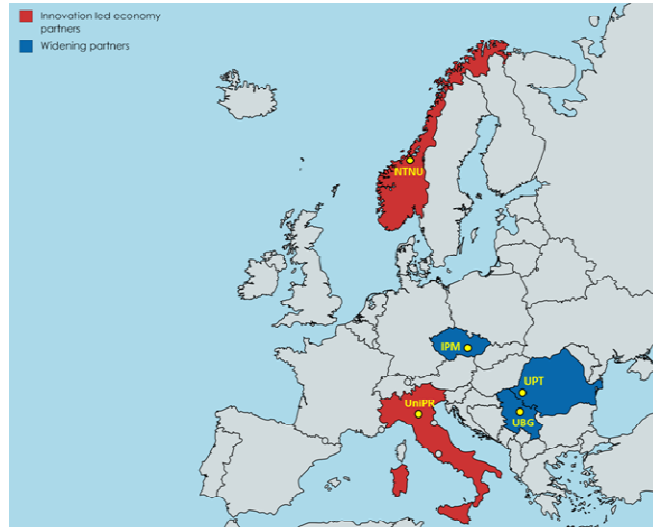 Innovation led economy
partners
Widening partners
NTNU
IPM
UPT
UniPR
UBG